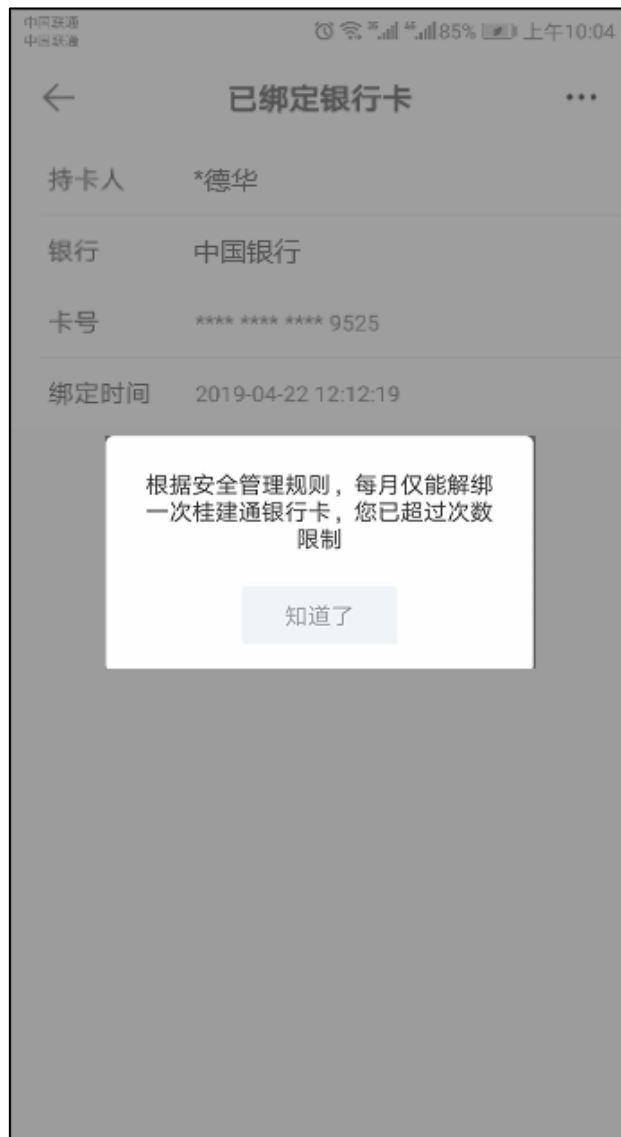 中国联通
中国联通
85% 上午10:04
已绑定银行卡
持卡人 *德华
银行 中国银行
卡号 **** **** **** 9525
绑定时间 2019-04-22 12:12:19
根据安全管理规则，每月仅能解绑
一次桂建通银行卡，您已超过次数
限制
知道了